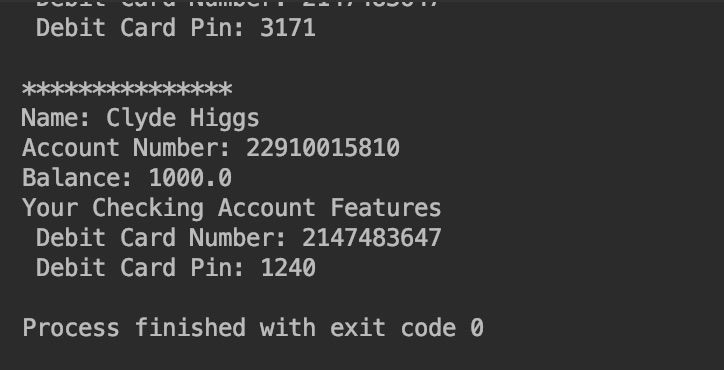 Debit Card Number: 2147483647
Debit Card Pin: 3171
***************
Name: Clyde Higgs
Account Number: 22910015810
Balance: 1000.0
Your Checking Account Features
Debit Card Number: 2147483647
Debit Card Pin: 1240
Process finished with exit code 0